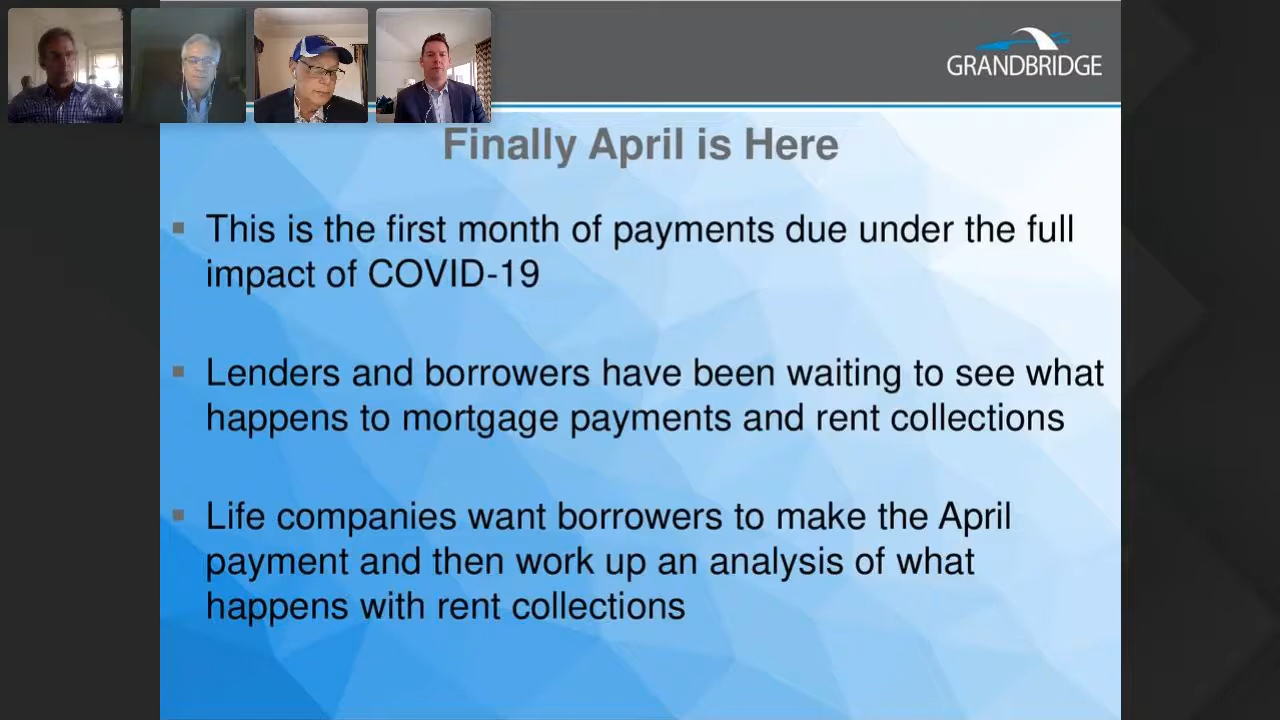 GRANDBRIDGE
Finally April is Here
▪ This is the first month of payments due under the full
impact of COVID-19
▪ Lenders and borrowers have been waiting to see what
happens to mortgage payments and rent collections
▪ Life companies want borrowers to make the April
payment and then work up an analysis of what
happens with rent collections